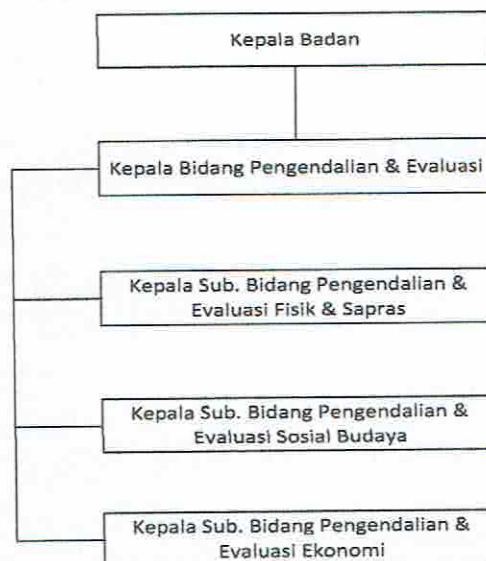 Kepala Badan
Kepala Bidang Pengendalian & Evaluasi
Kepala Sub. Bidang Pengendalian &
Evaluasi Fisik & Sapras
Kepala Sub. Bidang Pengendalian &
Evaluasi Sosial Budaya
Kepala Sub. Bidang Pengendalian &
Evaluasi Ekonomi